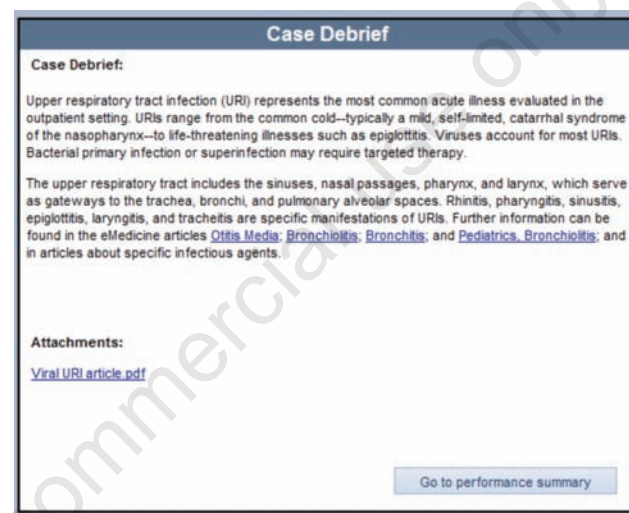 Case Debrief
Case Debrief:
Upper respiratory tract infection (URI) represents the most common acute illness evaluated in the
outpatient setting. URIs range from the common cold--typically a mild, self-limited, catarrhal syndrome
of the nasopharynx--to life-threatening illnesses such as epiglottitis. Viruses account for most URIs.
Bacterial primary infection or superinfection may require targeted therapy.
The upper respiratory tract includes the sinuses, nasal passages, pharynx, and larynx, which serve
as gateways to the trachea, bronchi, and pulmonary alveolar spaces. Rhinitis, pharyngitis, sinusitis,
epiglottitis, laryngitis, and tracheitis are specific manifestations of URIs. Further information can be
found in the eMedicine articles Otitis Media; Bronchiolitis; Bronchitis; and Pediatrics, Bronchiolitis; and
in articles about specific infectious agents.
Attachments:
Viral URI article.pdf
Go to performance summary
ommercial use only